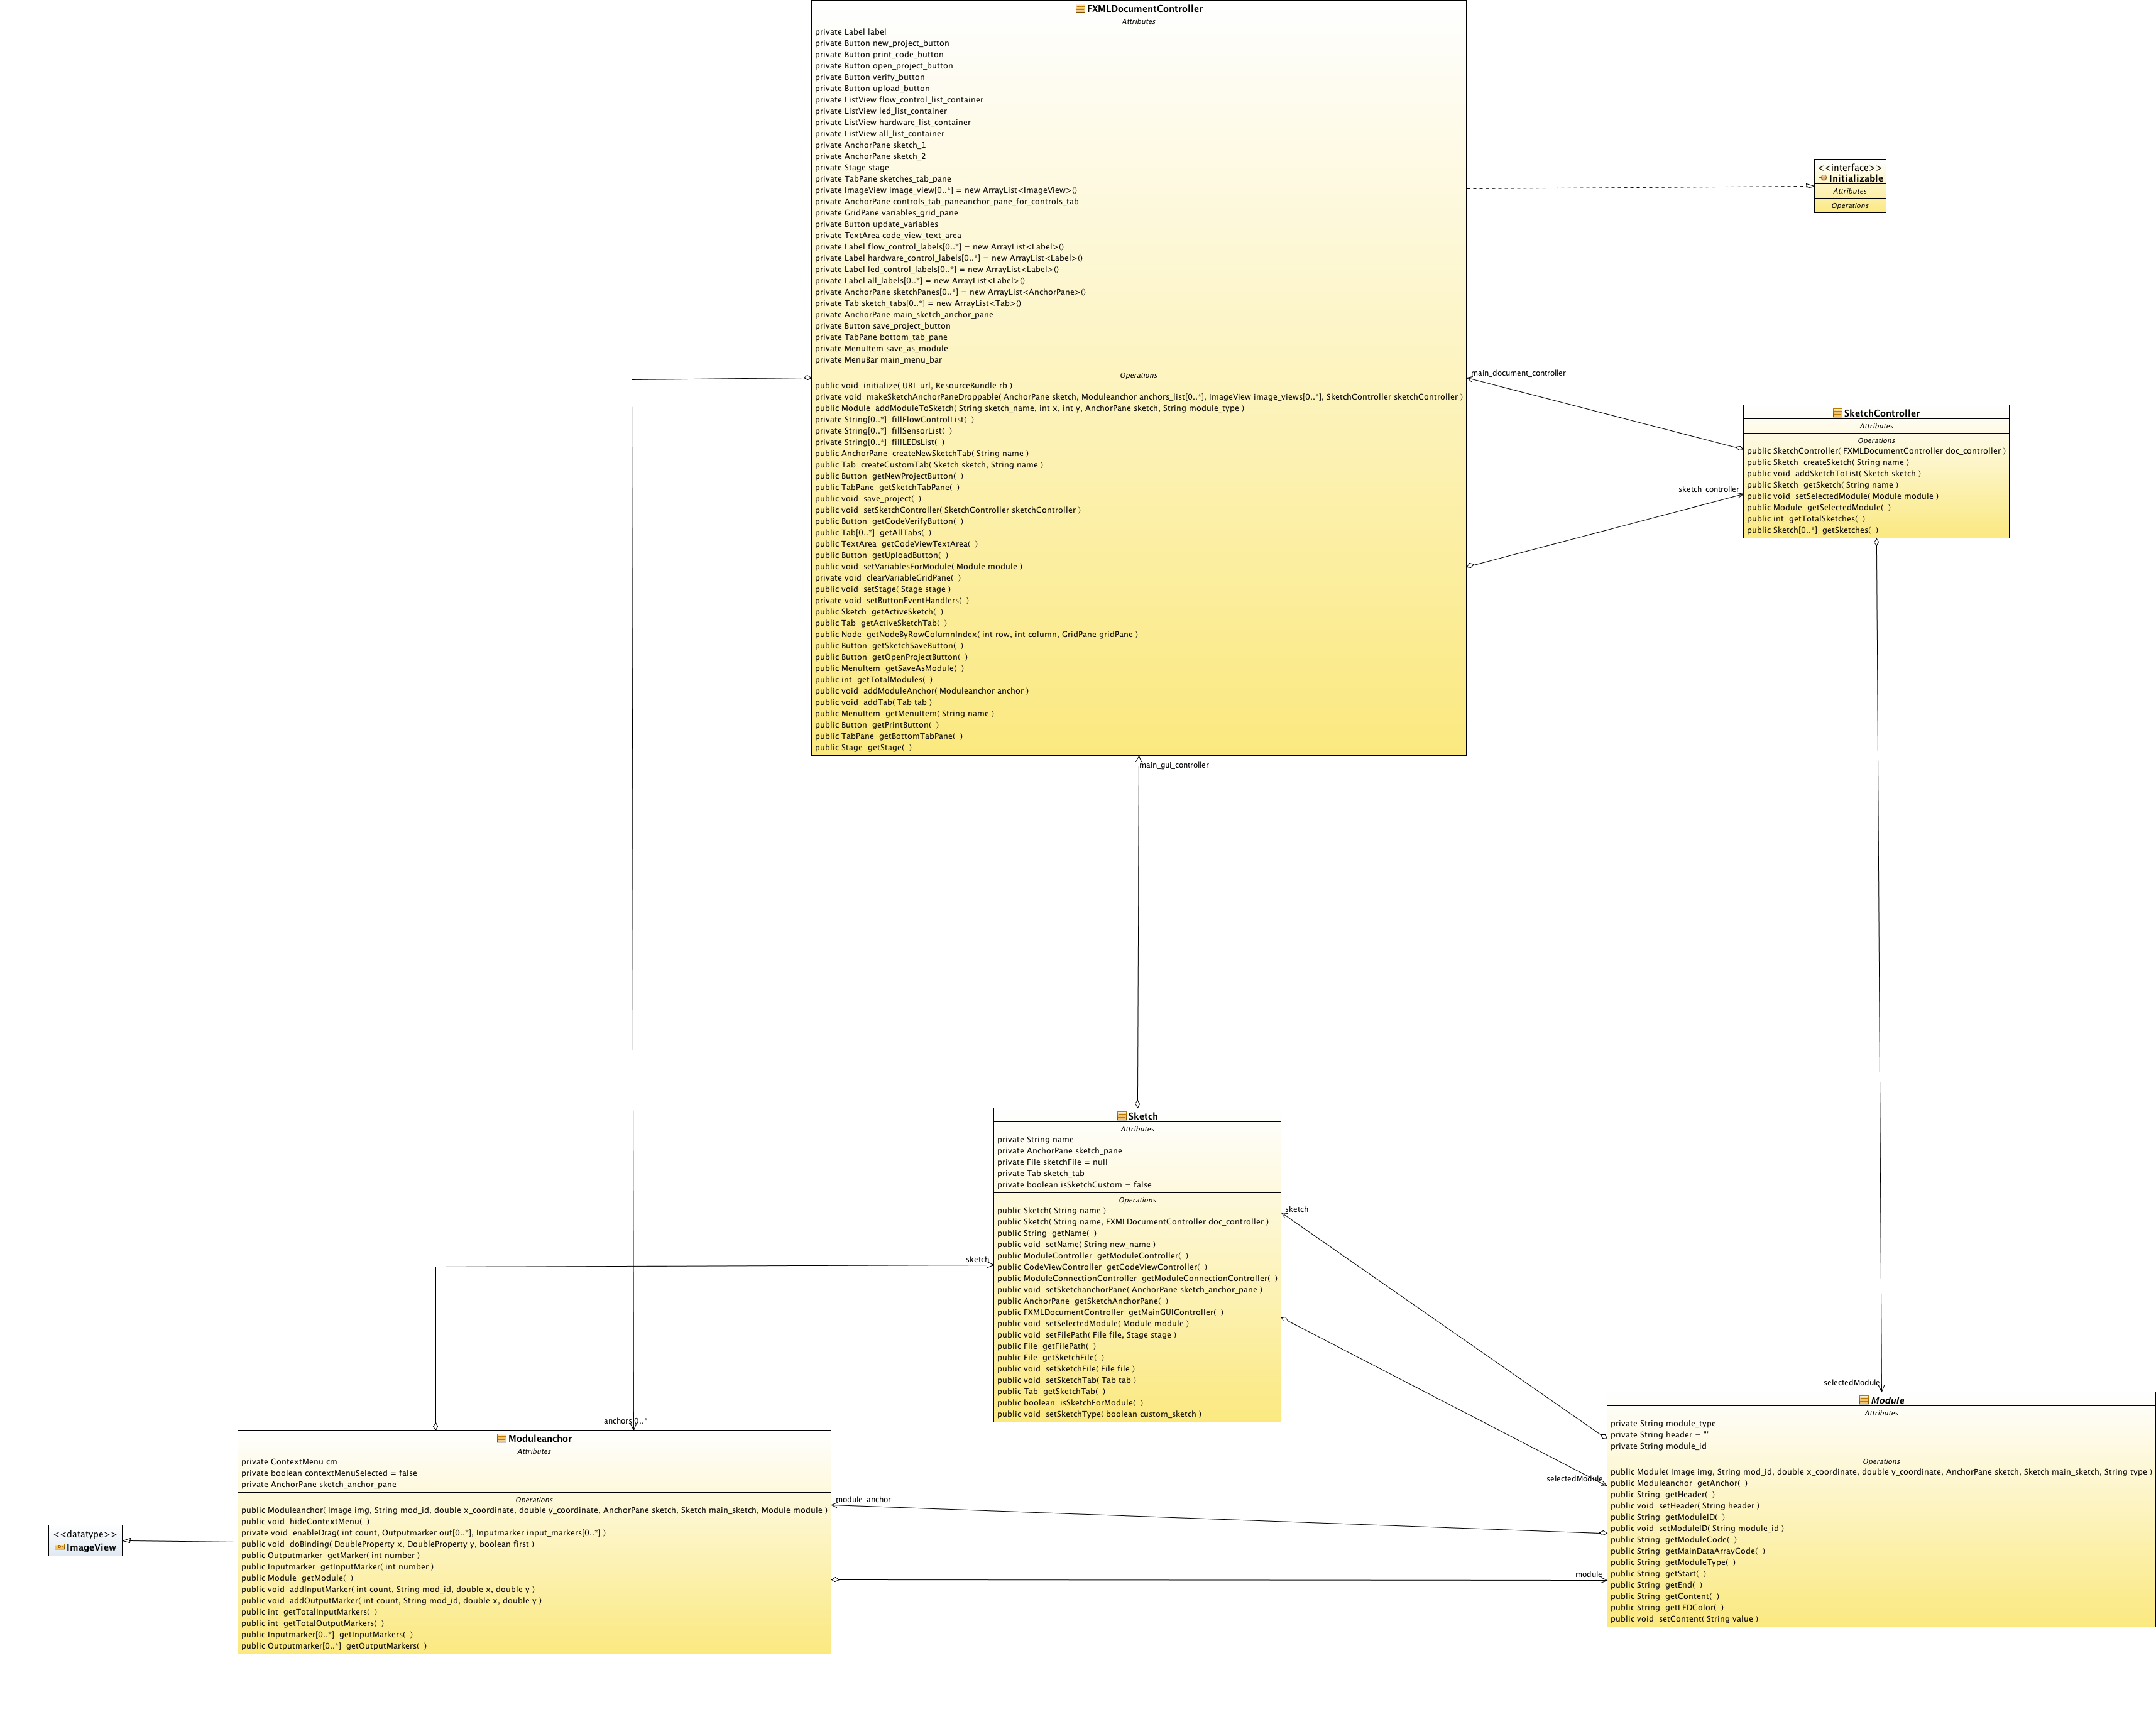 FXMLDocumentController
Attributes
private Label label
private Button new_project_button
private Button print_code_button
private Button open_project_button
private Button verify_button
private Button upload_button
private ListView flow_control_list_container
private ListView led_list_container
private ListView hardware_list_container
private ListView all_list_container
private AnchorPane sketch_1
private AnchorPane sketch_2
private Stage stage
private TabPane sketches_tab_pane
private ImageView image_view[0..*] = new ArrayList<ImageView>()
private AnchorPane controls_tab_paneanchor_pane_for_controls_tab
private GridPane variables_grid_pane
private Button update_variables
private TextArea code_view_text_area
private Label flow_control_labels[0..*] = new ArrayList<Label>()
private Label hardware_control_labels[0..*] = new ArrayList<Label>()
private Label led_control_labels[0..*] = new ArrayList<Label>()
private Label all_labels[0..*] = new ArrayList<Label>()
private AnchorPane sketchPanes[0..*] = new ArrayList<AnchorPane>()
private Tab sketch_tabs[0..*] = new ArrayList<Tab>()
private AnchorPane main_sketch_anchor_pane
private Button save_project_button
private TabPane bottom_tab_pane
private MenuItem save_as_module
private MenuBar main_menu_bar
Operations
public void  initialize( URL url, ResourceBundle rb )
private void  makeSketchAnchorPaneDroppable( AnchorPane sketch, Moduleanchor anchors_list[0..*], ImageView image_views[0..*], SketchController sketchController )
public Module  addModuleToSketch( String sketch_name, int x, int y, AnchorPane sketch, String module_type )
private String[0..*]  fillFlowControlList(  )
private String[0..*]  fillSensorList(  )
private String[0..*]  fillLEDsList(  )
public AnchorPane  createNewSketchTab( String name )
public Tab  createCustomTab( Sketch sketch, String name )
public Button  getNewProjectButton(  )
public TabPane  getSketchTabPane(  )
public void  save_project(  )
public void  setSketchController( SketchController sketchController )
public Button  getCodeVerifyButton(  )
public Tab[0..*]  getAllTabs(  )
public TextArea  getCodeViewTextArea(  )
public Button  getUploadButton(  )
public void  setVariablesForModule( Module module )
private void  clearVariableGridPane(  )
public void  setStage( Stage stage )
private void  setButtonEventHandlers(  )
public Sketch  getActiveSketch(  )
public Tab  getActiveSketchTab(  )
public Node  getNodeByRowColumnIndex( int row, int column, GridPane gridPane )
public Button  getSketchSaveButton(  )
public Button  getOpenProjectButton(  )
public MenuItem  getSaveAsModule(  )
public int  getTotalModules(  )
public void  addModuleAnchor( Moduleanchor anchor )
public void  addTab( Tab tab )
public MenuItem  getMenuItem( String name )
public Button  getPrintButton(  )
public TabPane  getBottomTabPane(  )
public Stage  getStage(  )
<<interface>>
Initializable
Attributes
Operations
main_document_controller
SketchController
Attributes
Operations
public SketchController( FXMLDocumentController doc_controller )
public Sketch  createSketch( String name )
public void  addSketchToList( Sketch sketch )
public Sketch  getSketch( String name )
public void  setSelectedModule( Module module )
public Module  getSelectedModule(  )
public int  getTotalSketches(  )
public Sketch[0..*]  getSketches(  )
sketch_controller
main_gui_controller
Sketch
Attributes
private String name
private AnchorPane sketch_pane
private File sketchFile = null
private Tab sketch_tab
private boolean isSketchCustom = false
Operations
public Sketch( String name )
public Sketch( String name, FXMLDocumentController doc_controller )
public String  getName(  )
public void  setName( String new_name )
public ModuleController  getModuleController(  )
public CodeViewController  getCodeViewController(  )
public ModuleConnectionController  getModuleConnectionController(  )
public void  setSketchanchorPane( AnchorPane sketch_anchor_pane )
public AnchorPane  getSketchAnchorPane(  )
public FXMLDocumentController  getMainGUIController(  )
public void  setSelectedModule( Module module )
public void  setFilePath( File file, Stage stage )
public File  getFilePath(  )
public File  getSketchFile(  )
public void  setSketchFile( File file )
public void  setSketchTab( Tab tab )
public Tab  getSketchTab(  )
public boolean  isSketchForModule(  )
public void  setSketchType( boolean custom_sketch )
sketch
sketch
selectedModule
selectedModule
Module
Attributes
private String module_type
private String header = ""
private String module_id
Operations
public Module( Image img, String mod_id, double x_coordinate, double y_coordinate, AnchorPane sketch, Sketch main_sketch, String type )
public Moduleanchor  getAnchor(  )
public String  getHeader(  )
public void  setHeader( String header )
public String  getModuleID(  )
public void  setModuleID( String module_id )
public String  getModuleCode(  )
public String  getMainDataArrayCode(  )
public String  getModuleType(  )
public String  getStart(  )
public String  getEnd(  )
public String  getContent(  )
public String  getLEDColor(  )
public void  setContent( String value )
anchors 0..*
Moduleanchor
Attributes
private ContextMenu cm
private boolean contextMenuSelected = false
private AnchorPane sketch_anchor_pane
Operations
public Moduleanchor( Image img, String mod_id, double x_coordinate, double y_coordinate, AnchorPane sketch, Sketch main_sketch, Module module )
public void  hideContextMenu(  )
private void  enableDrag( int count, Outputmarker out[0..*], Inputmarker input_markers[0..*] )
public void  doBinding( DoubleProperty x, DoubleProperty y, boolean first )
public Outputmarker  getMarker( int number )
public Inputmarker  getInputMarker( int number )
public Module  getModule(  )
public void  addInputMarker( int count, String mod_id, double x, double y )
public void  addOutputMarker( int count, String mod_id, double x, double y )
public int  getTotalInputMarkers(  )
public int  getTotalOutputMarkers(  )
public Inputmarker[0..*]  getInputMarkers(  )
public Outputmarker[0..*]  getOutputMarkers(  )
module_anchor
module
<<datatype>>
ImageView